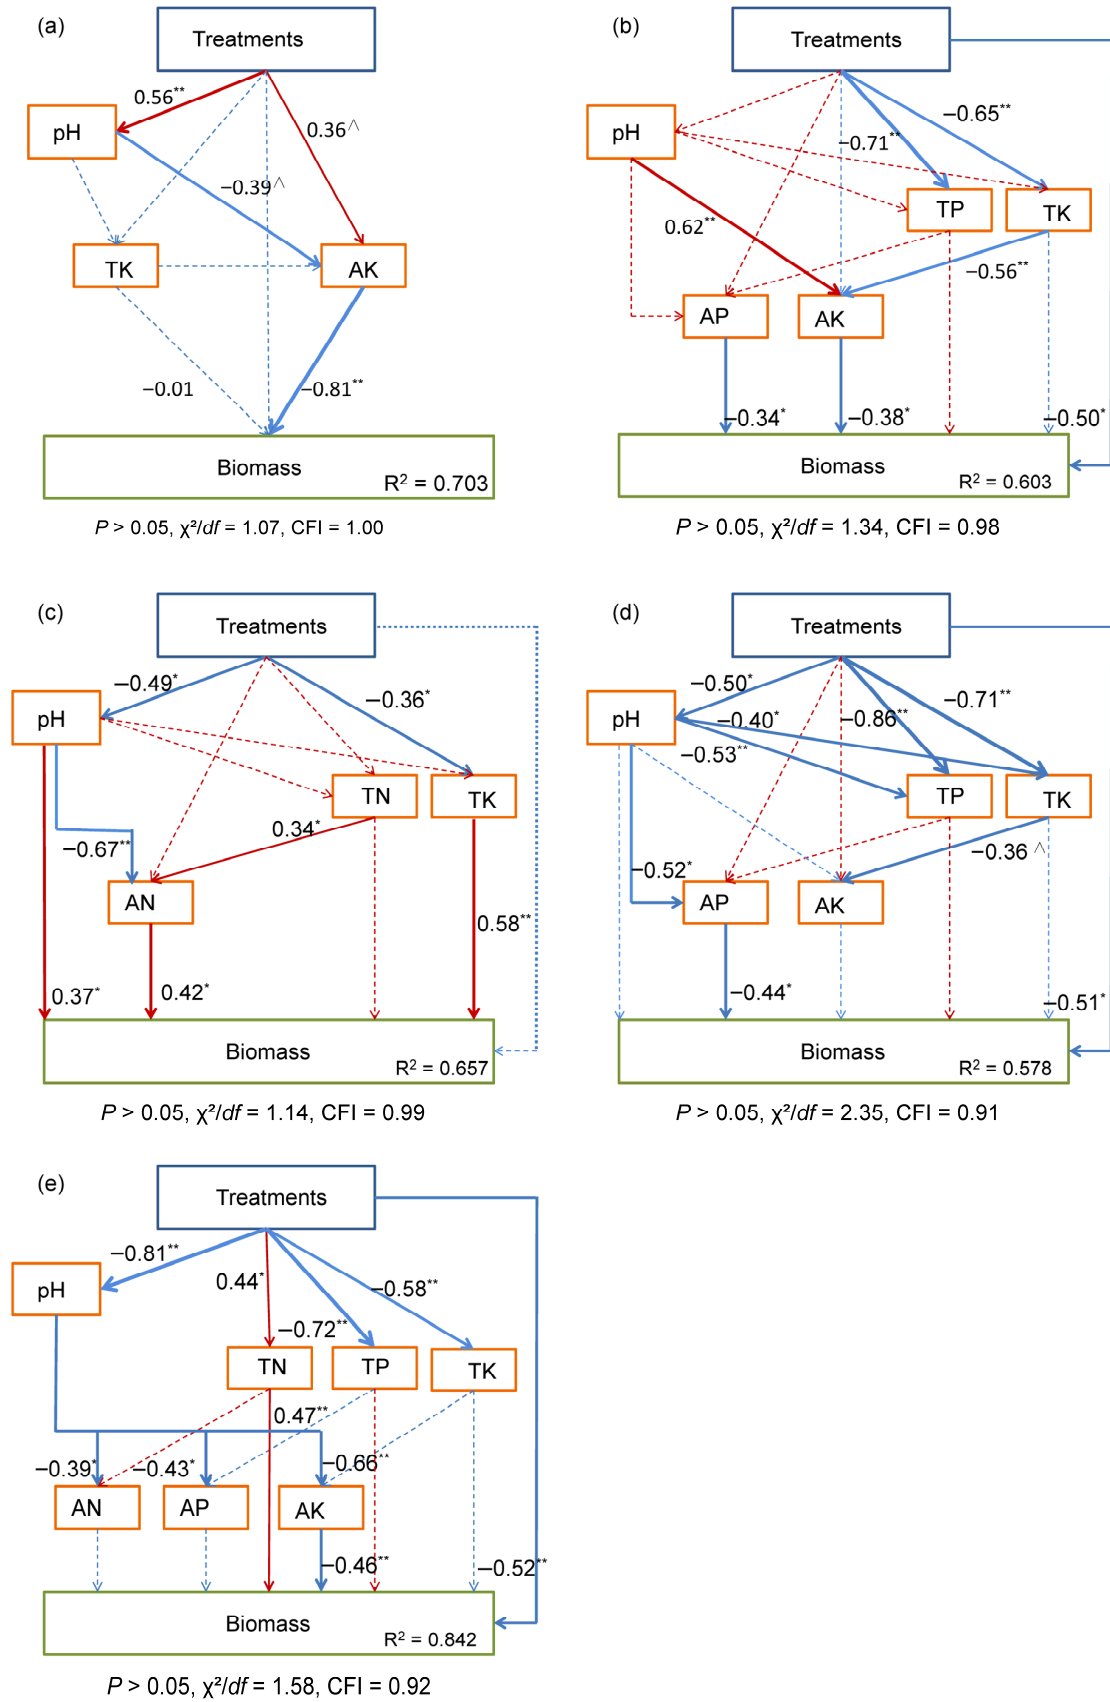 (a)
Treatments
0.56**
pH
0.36^
−0.39^
TK
AK
−0.01
−0.81**
Biomass
R² = 0.703
P > 0.05, χ²/df = 1.07, CFI = 1.00
(b)
Treatments
−0.65**
pH
−0.71**
TP
TK
0.62**
−0.56**
AP
AK
−0.34*
−0.38*
−0.50*
Biomass
R² = 0.603
P > 0.05, χ²/df = 1.34, CFI = 0.98
(c)
Treatments
−0.49*
−0.36*
pH
TN
TK
0.34*
−0.67**
AN
0.58**
0.37*
0.42*
Biomass
R² = 0.657
P > 0.05, χ²/df = 1.14, CFI = 0.99
(d)
Treatments
−0.50*
−0.71**
pH
−0.40*
−0.86**
−0.53**
TP
TK
−0.36 ^
−0.52*
AP
AK
−0.44*
−0.51*
Biomass
R² = 0.578
P > 0.05, χ²/df = 2.35, CFI = 0.91
(e)
Treatments
−0.81**
pH
0.44*
−0.58**
−0.72**
TN
TP
TK
0.47**
−0.39*
−0.43*
−0.66**
AN
AP
AK
−0.46**
−0.52**
Biomass
R² = 0.842
P > 0.05, χ²/df = 1.58, CFI = 0.92